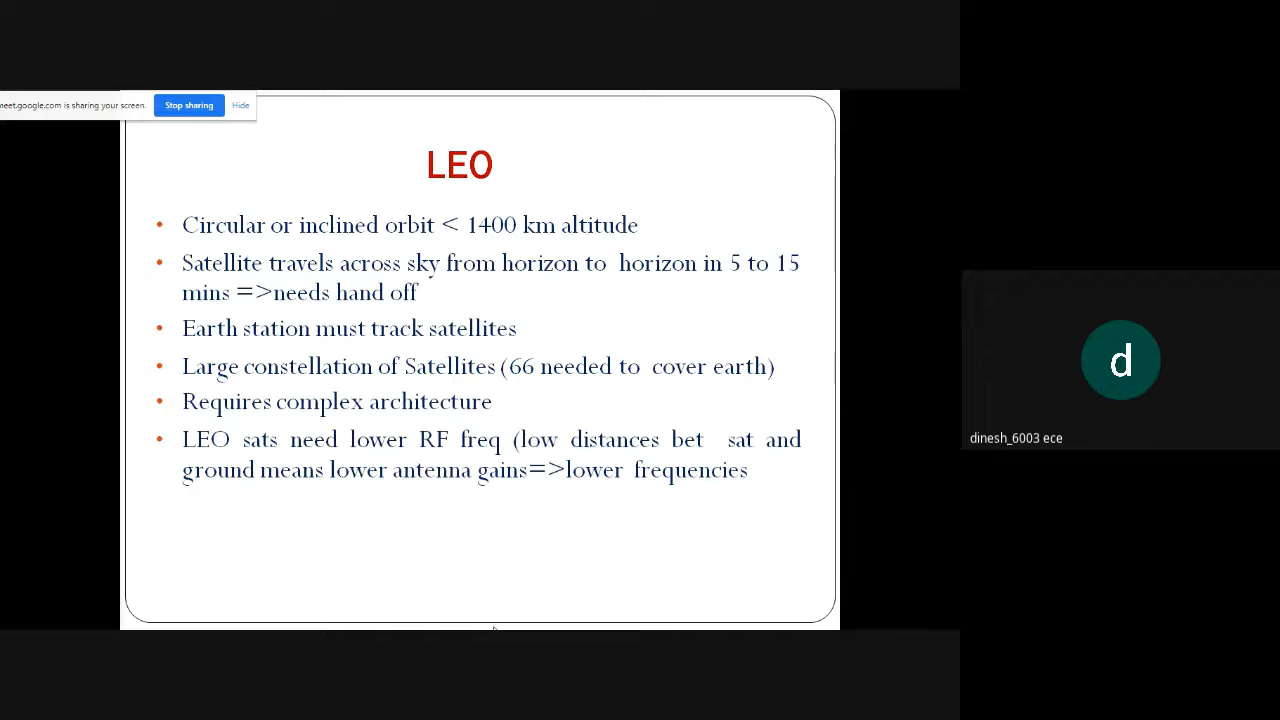 meet.google.com is sharing your screen. Stop sharing Hide
LEO
• Circular or inclined orbit < 1400 km altitude
• Satellite travels across sky from horizon to horizon in 5 to 15
mins =>needs hand off
• Earth station must track satellites
• Large constellation of Satellites (66 needed to cover earth)
• Requires complex architecture
• LEO sats need lower RF freq (low distances bet sat and
ground means lower antenna gains=>lower frequencies
d
dinesh_6003 ece